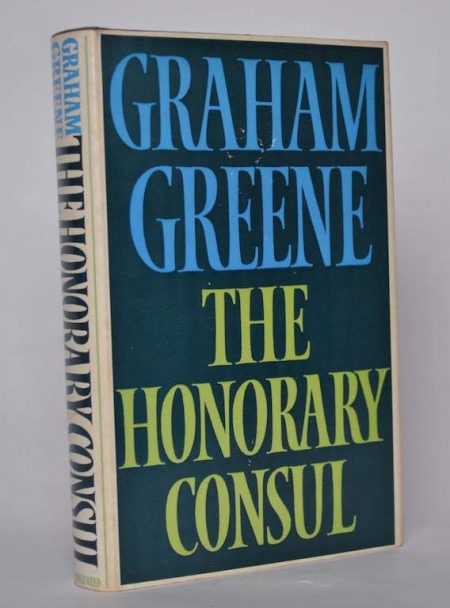 GRAHAM
GREENE
THE
HONORARY
CONSUL
GRAHAM
GREENE
THE HONORARY CONSUL